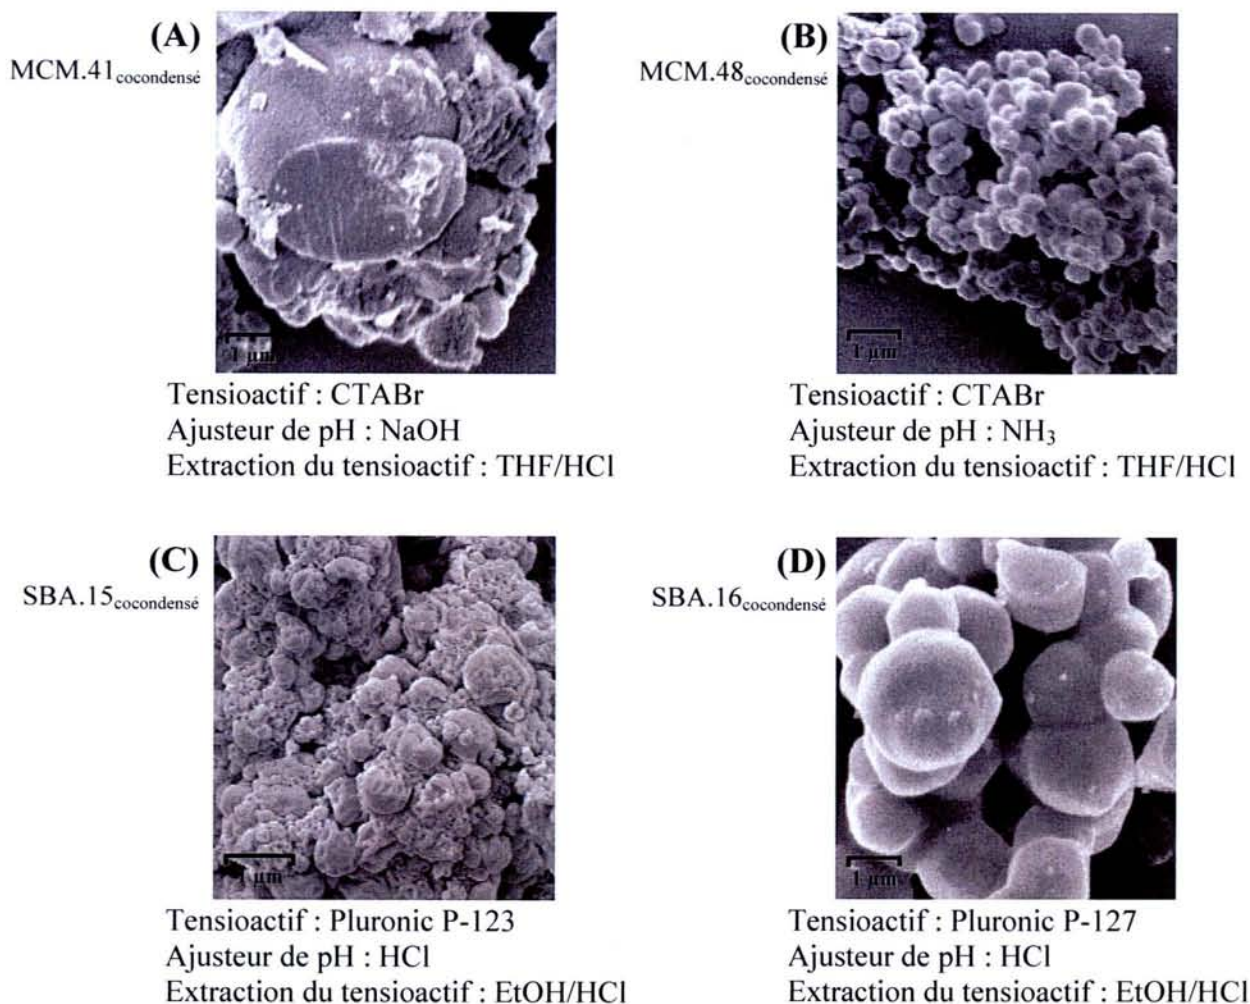 (A)
MCM.41cocondensé
1 µm
Tensioactif : CTABr
Ajusteur de pH : NaOH
Extraction du tensioactif : THF/HCl
(B)
MCM.48cocondensé
1 µm
Tensioactif : CTABr
Ajusteur de pH : NH₃
Extraction du tensioactif : THF/HCl
(C)
SBA.15cocondensé
1 µm
Tensioactif : Pluronic P-123
Ajusteur de pH : HCl
Extraction du tensioactif : EtOH/HCl
(D)
SBA.16cocondensé
1 µm
Tensioactif : Pluronic P-127
Ajusteur de pH : HCl
Extraction du tensioactif : EtOH/HCl